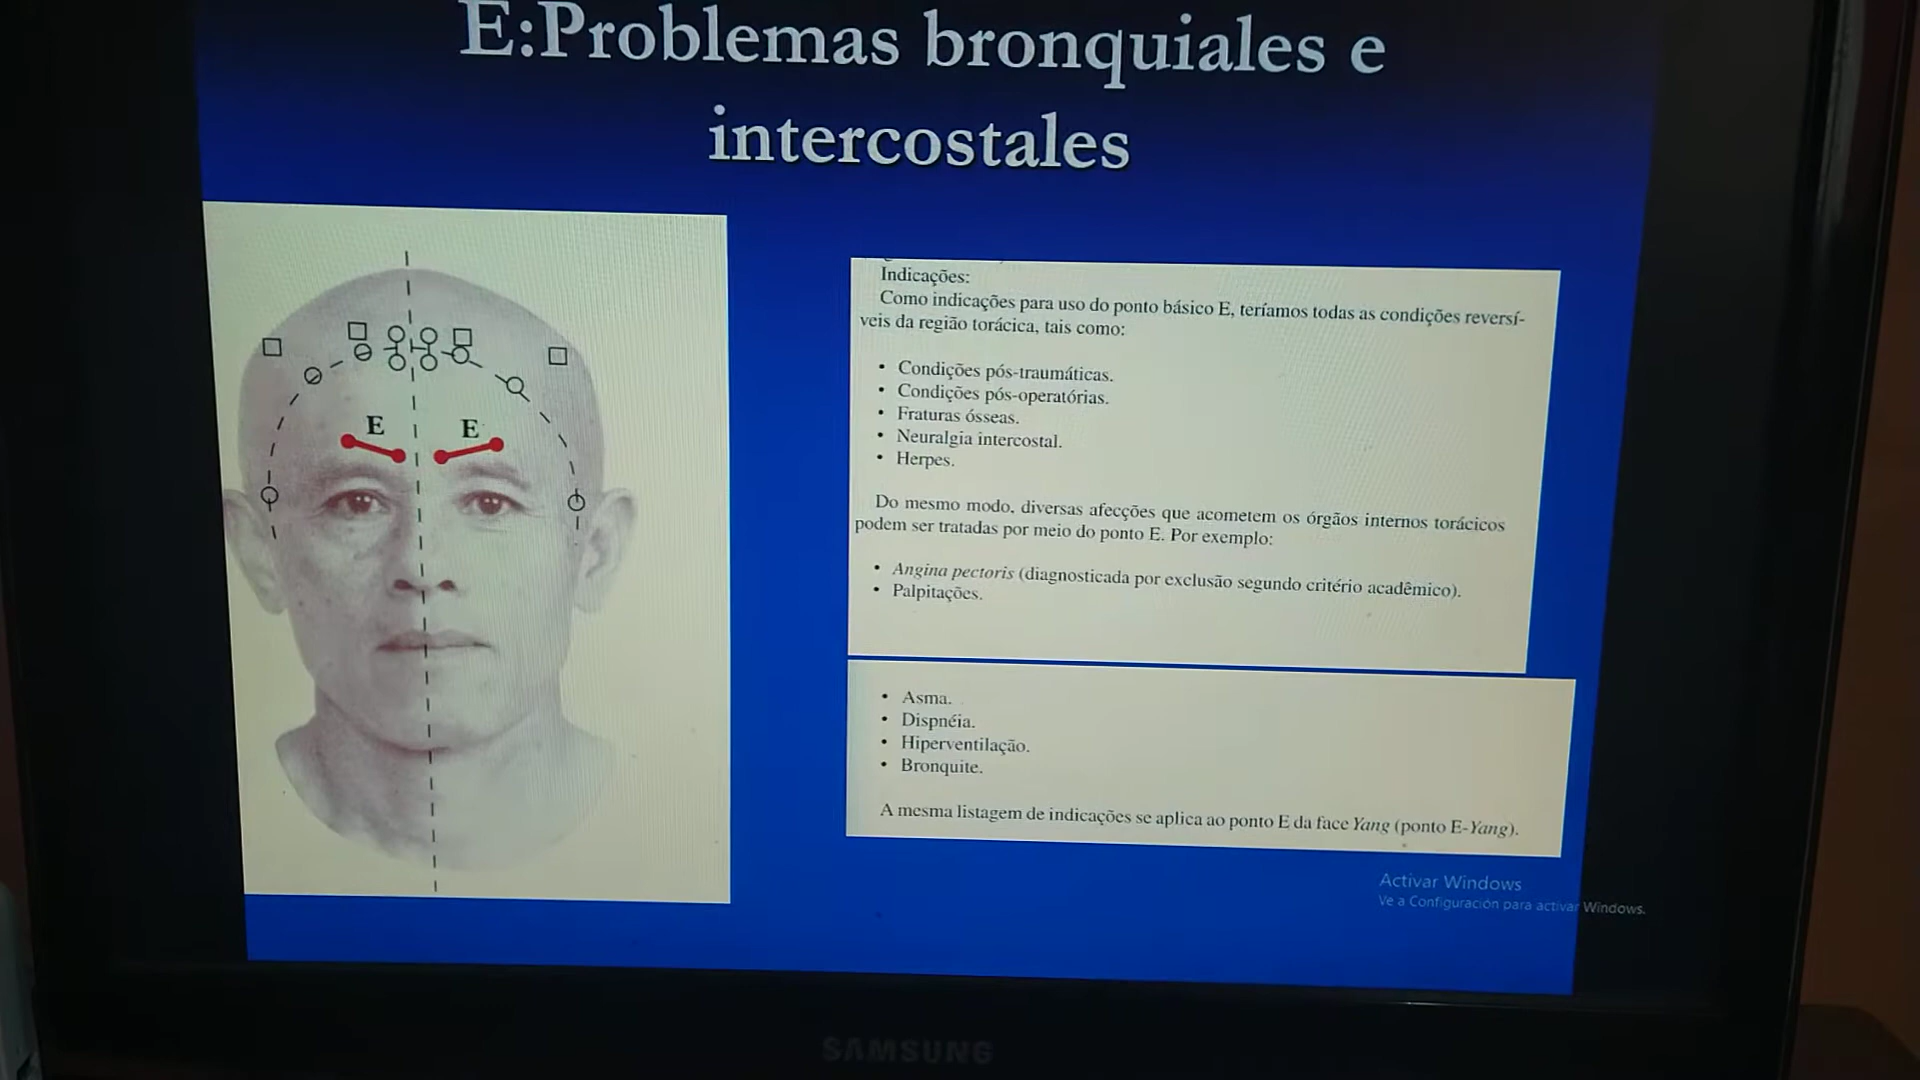 E:Problemas bronquiales e
intercostales
E
E
Indicações:
Como indicações para uso do ponto básico E, teríamos todas as condições reversí-
veis da região torácica, tais como:
• Condições pós-traumáticas.
• Condições pós-operatórias.
• Fraturas ósseas.
• Neuralgia intercostal.
• Herpes.
Do mesmo modo, diversas afecções que acometem os órgãos internos torácicos
podem ser tratadas por meio do ponto E. Por exemplo:
• Angina pectoris (diagnosticada por exclusão segundo critério acadêmico).
• Palpitações.
• Asma.
• Dispnéia.
• Hiperventilação.
• Bronquite.
A mesma listagem de indicações se aplica ao ponto E da face Yang (ponto E-Yang).
Activar Windows
Ve a Configuración para activar Windows.
SAMSUNG